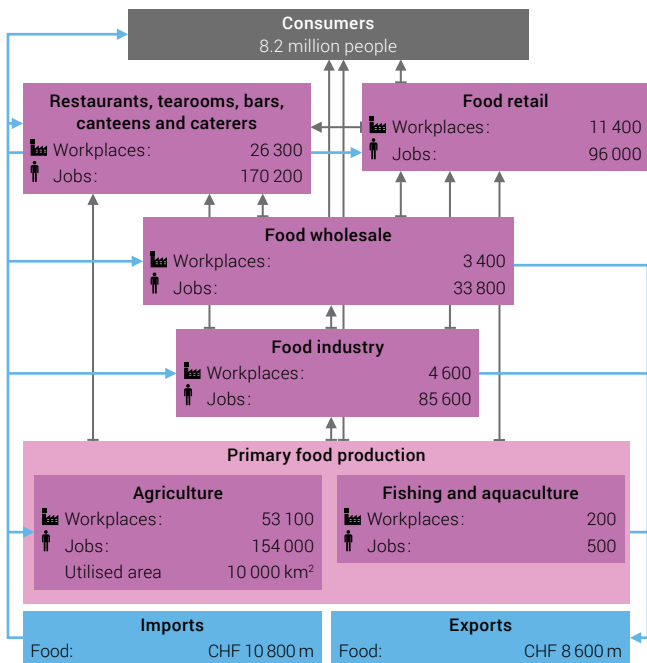 Consumers
8.2 million people
Restaurants, tearooms, bars,
canteens and caterers
Workplaces: 26 300
Jobs: 170 200
Food retail
Workplaces: 11 400
Jobs: 96 000
Food wholesale
Workplaces: 3 400
Jobs: 33 800
Food industry
Workplaces: 4 600
Jobs: 85 600
Primary food production
Agriculture
Workplaces: 53 100
Jobs: 154 000
Utilised area 10 000 km²
Fishing and aquaculture
Workplaces: 200
Jobs: 500
Imports
Food: CHF 10 800 m
Exports
Food: CHF 8 600 m